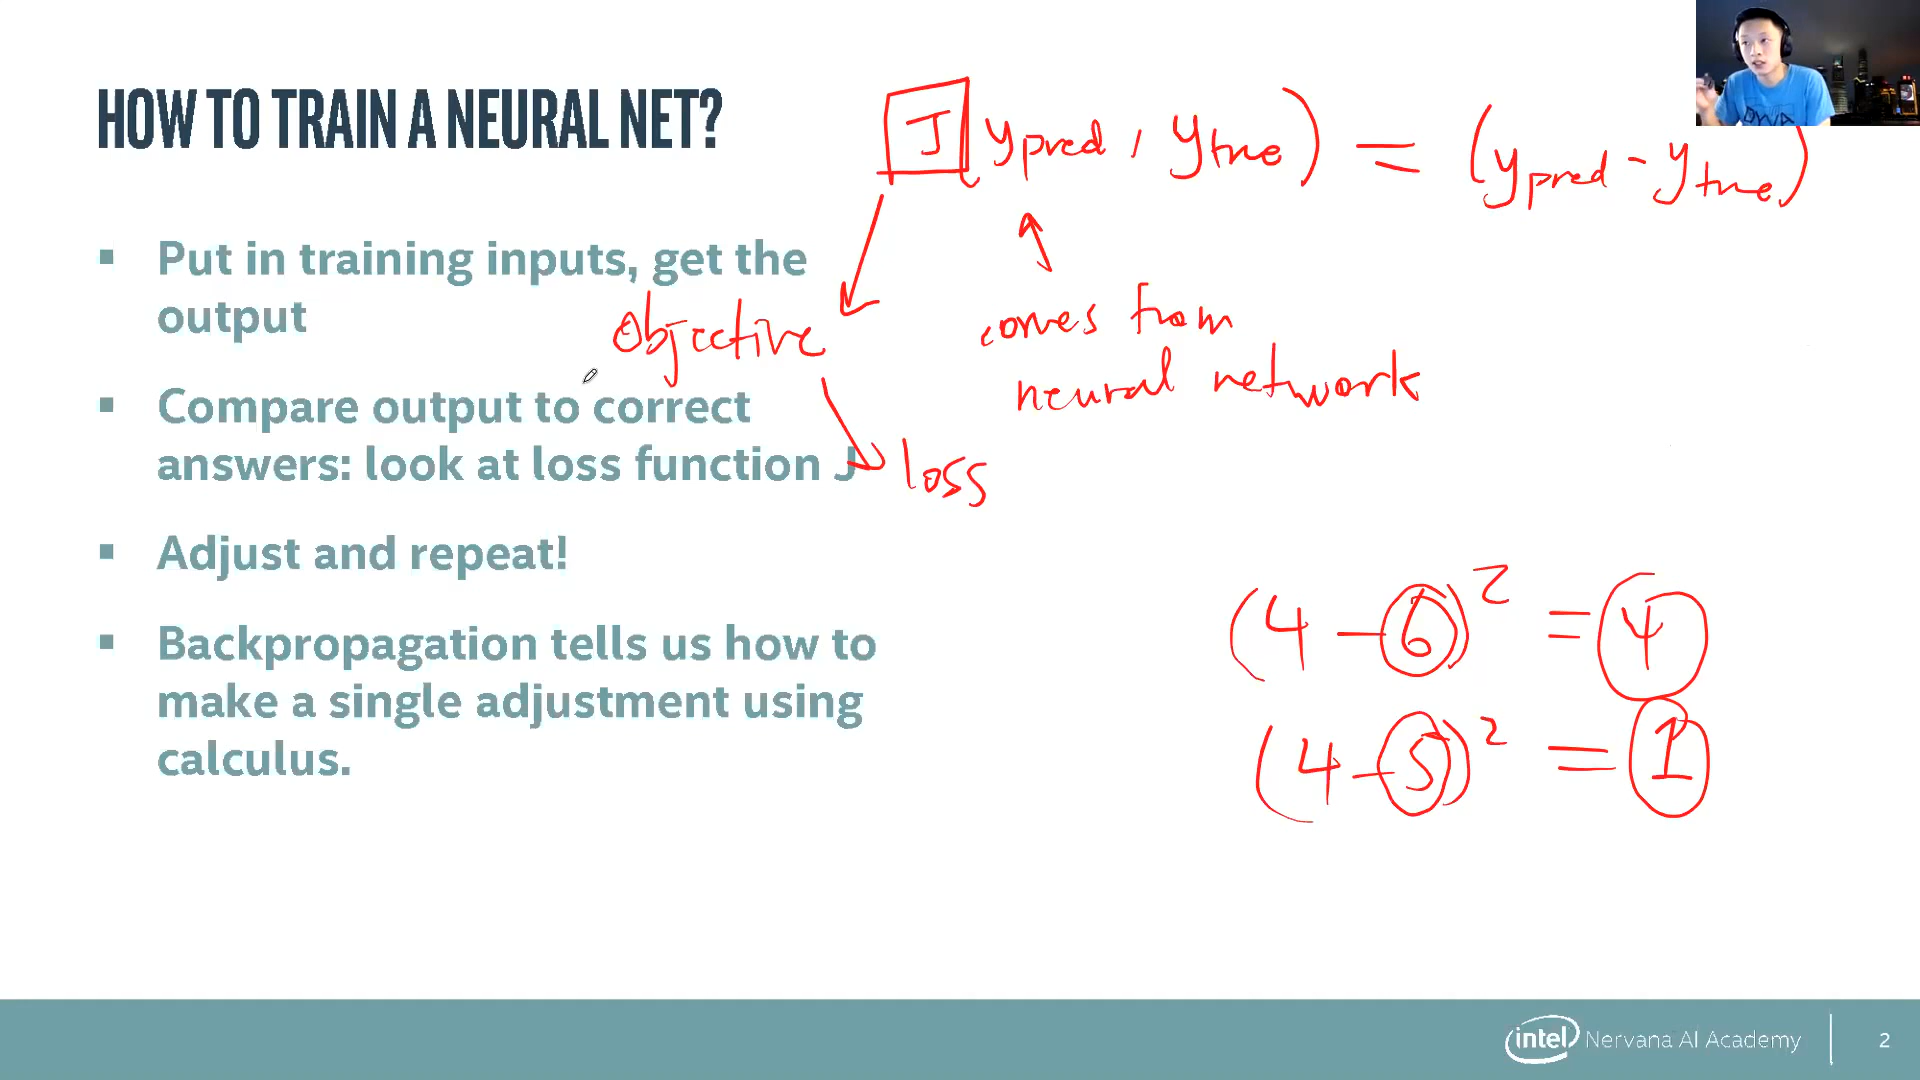 HOW TO TRAIN A NEURAL NET?
J(ypred, ytrue) = (ypred - ytrue)
▪ Put in training inputs, get the
output
objective
comes from
neural network
▪ Compare output to correct
answers: look at loss function J
loss
▪ Adjust and repeat!
(4 - 6)² = 4
▪ Backpropagation tells us how to
make a single adjustment using
calculus.
(4 - 5)² = 1
intel Nervana AI Academy 2